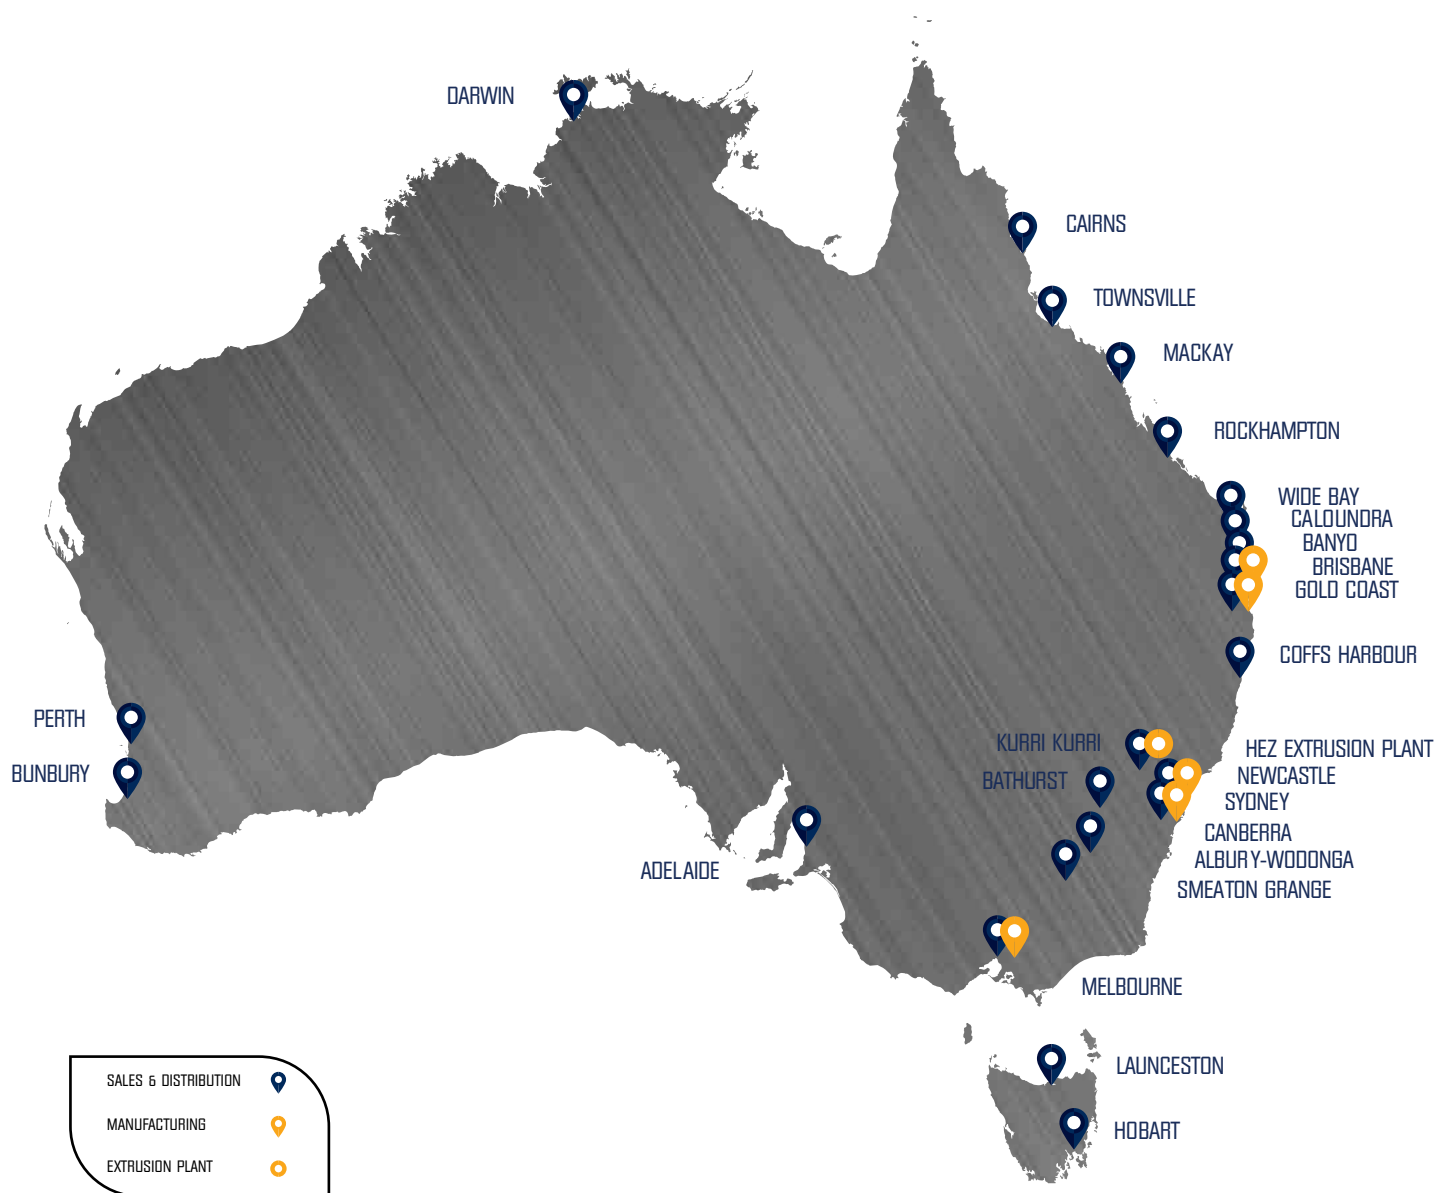 DARWIN
CAIRNS
TOWNSVILLE
MACKAY
ROCKHAMPTON
WIDE BAY
CALOUNDRA
BANYO
BRISBANE
GOLD COAST
COFFS HARBOUR
PERTH
KURRI KURRI
HEZ EXTRUSION PLANT
BUNBURY
BATHURST
NEWCASTLE
SYDNEY
CANBERRA
ALBURY-WODONGA
ADELAIDE
SMEATON GRANGE
MELBOURNE
LAUNCESTON
HOBART
SALES & DISTRIBUTION
MANUFACTURING
EXTRUSION PLANT